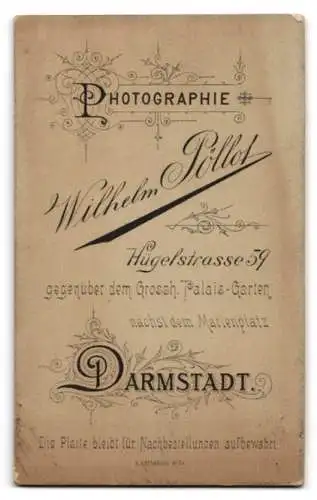 PHOTOGRAPHIE
Wilhelm Pöllot
Hügelstrasse 59
gegenüber dem Grossh. Palais-Garten
nächst dem Marienplatz
DARMSTADT.
Die Platte bleibt für Nachbestellungen aufbewahrt.